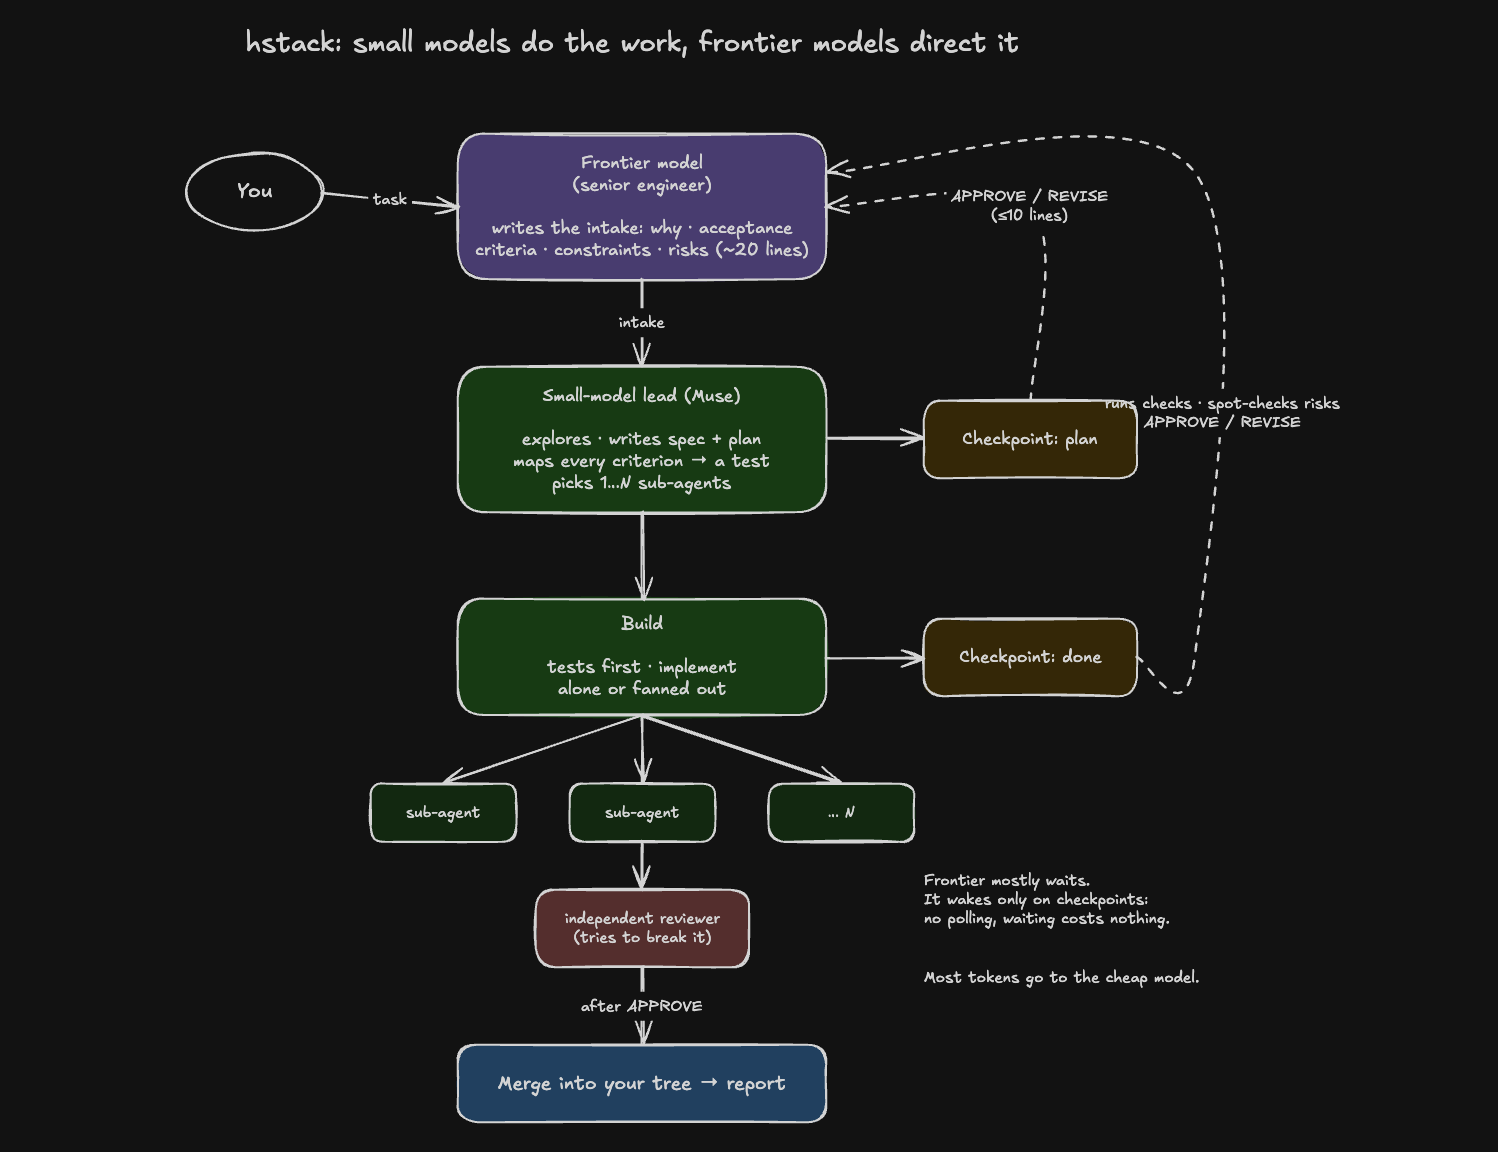 hstack: small models do the work, frontier models direct it
You
task
Frontier model
(senior engineer)
writes the intake: why · acceptance
criteria · constraints · risks (~20 lines)
APPROVE / REVISE
(≤10 lines)
intake
Small-model lead (Muse)
explores · writes spec + plan
maps every criterion → a test
picks 1...N sub-agents
Checkpoint: plan
runs checks · spot-checks risks
APPROVE / REVISE
Build
tests first · implement
alone or fanned out
Checkpoint: done
sub-agent
sub-agent
... N
independent reviewer
(tries to break it)
Frontier mostly waits.
It wakes only on checkpoints:
no polling, waiting costs nothing.
Most tokens go to the cheap model.
after APPROVE
Merge into your tree → report